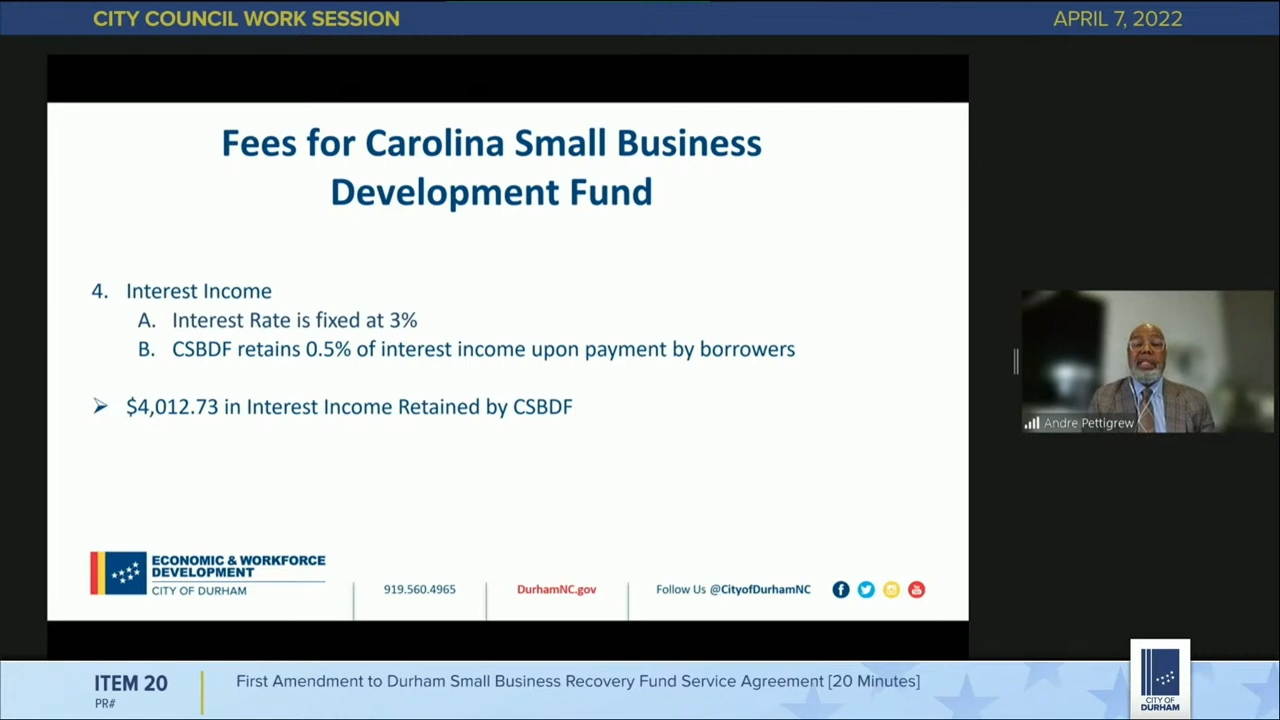 CITY COUNCIL WORK SESSION
APRIL 7, 2022
Fees for Carolina Small Business
Development Fund
4. Interest Income
A. Interest Rate is fixed at 3%
B. CSBDF retains 0.5% of interest income upon payment by borrowers
➢ $4,012.73 in Interest Income Retained by CSBDF
Andre Pettigrew
ECONOMIC & WORKFORCE
DEVELOPMENT
CITY OF DURHAM
919.560.4965
DurhamNC.gov
Follow Us @CityofDurhamNC
ITEM 20
PR#
First Amendment to Durham Small Business Recovery Fund Service Agreement [20 Minutes]
CITY OF
DURHAM